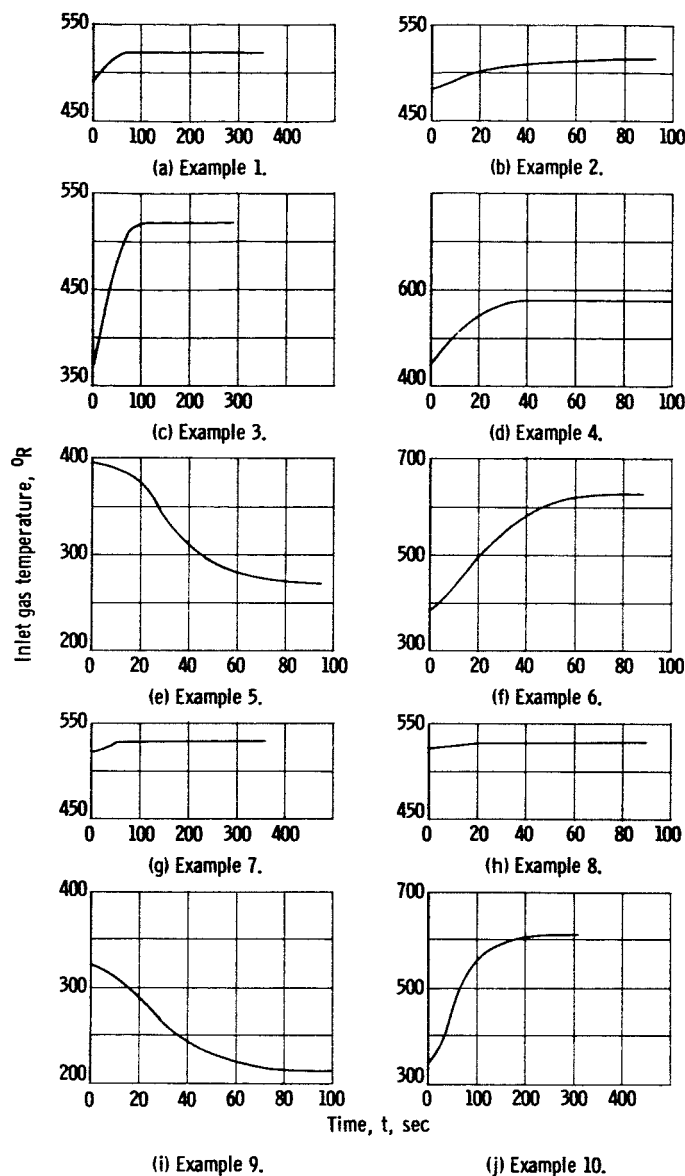 550
450
0 100 200 300 400
(a) Example 1.
550
450
0 20 40 60 80 100
(b) Example 2.
550
450
350
0 100 200 300
(c) Example 3.
600
400
0 20 40 60 80 100
(d) Example 4.
Inlet gas temperature, °R
400
300
200
0 20 40 60 80 100
(e) Example 5.
700
500
300
0 20 40 60 80 100
(f) Example 6.
550
450
0 100 200 300 400
(g) Example 7.
550
450
0 20 40 60 80 100
(h) Example 8.
400
300
200
0 20 40 60 80 100
700
500
300
0 100 200 300 400
Time, t, sec
(i) Example 9.
(j) Example 10.